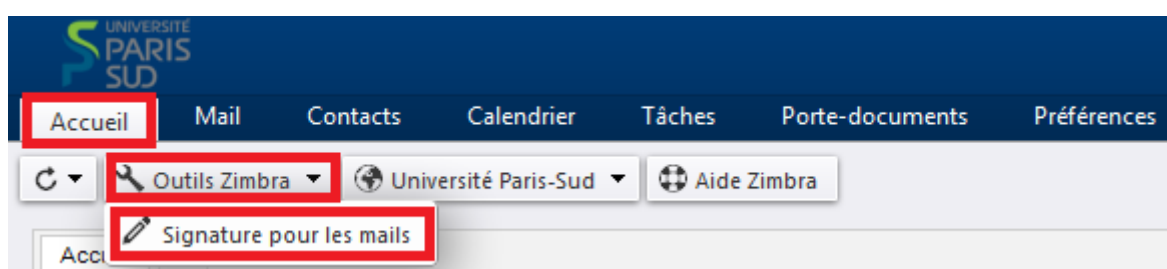 UNIVERSITÉ
PARIS
SUD
Accueil Mail Contacts Calendrier Tâches Porte-documents Préférences
Outils Zimbra Université Paris-Sud Aide Zimbra
Signature pour les mails